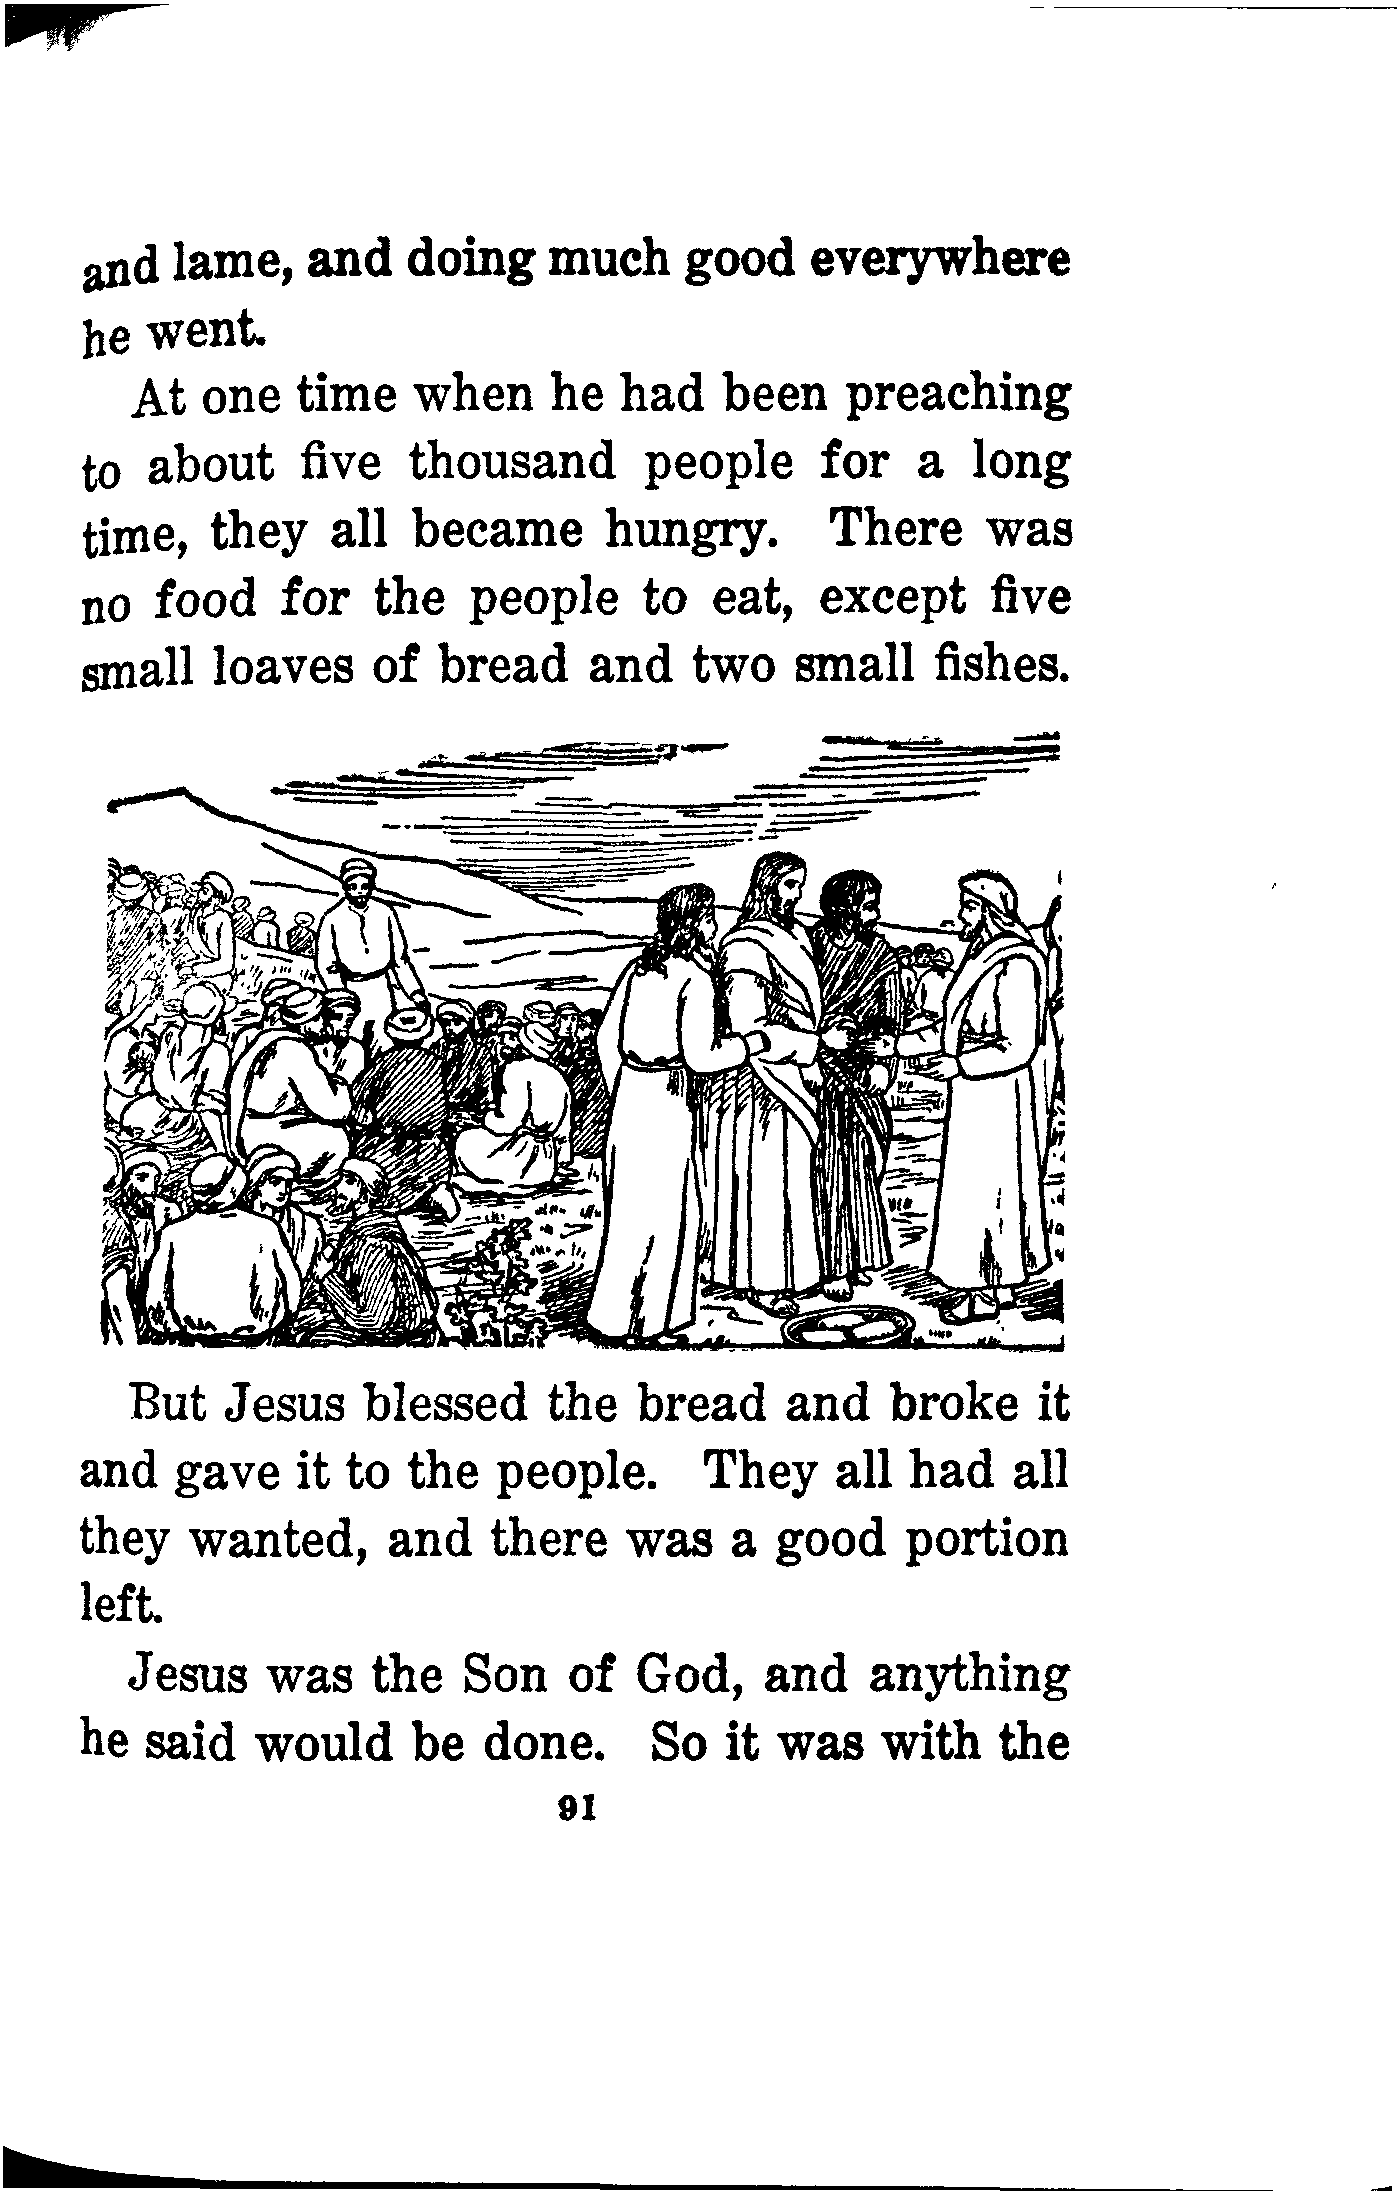 and lame, and doing much good everywhere
he went.
At one time when he had been preaching
to about five thousand people for a long
time, they all became hungry. There was
no food for the people to eat, except five
small loaves of bread and two small fishes.
But Jesus blessed the bread and broke it
and gave it to the people. They all had all
they wanted, and there was a good portion
left.
Jesus was the Son of God, and anything
he said would be done. So it was with the
91